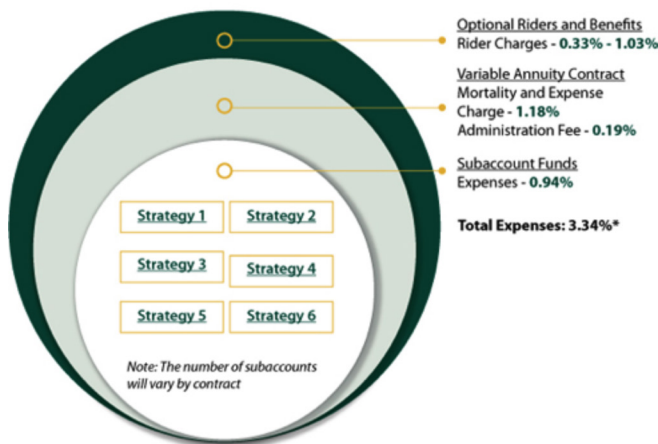 Optional Riders and Benefits
Rider Charges - 0.33% - 1.03%
Variable Annuity Contract
Mortality and Expense
Charge - 1.18%
Administration Fee - 0.19%
Subaccount Funds
Expenses - 0.94%
Total Expenses: 3.34%*
Strategy 1 Strategy 2
Strategy 3 Strategy 4
Strategy 5 Strategy 6
Note: The number of subaccounts
will vary by contract